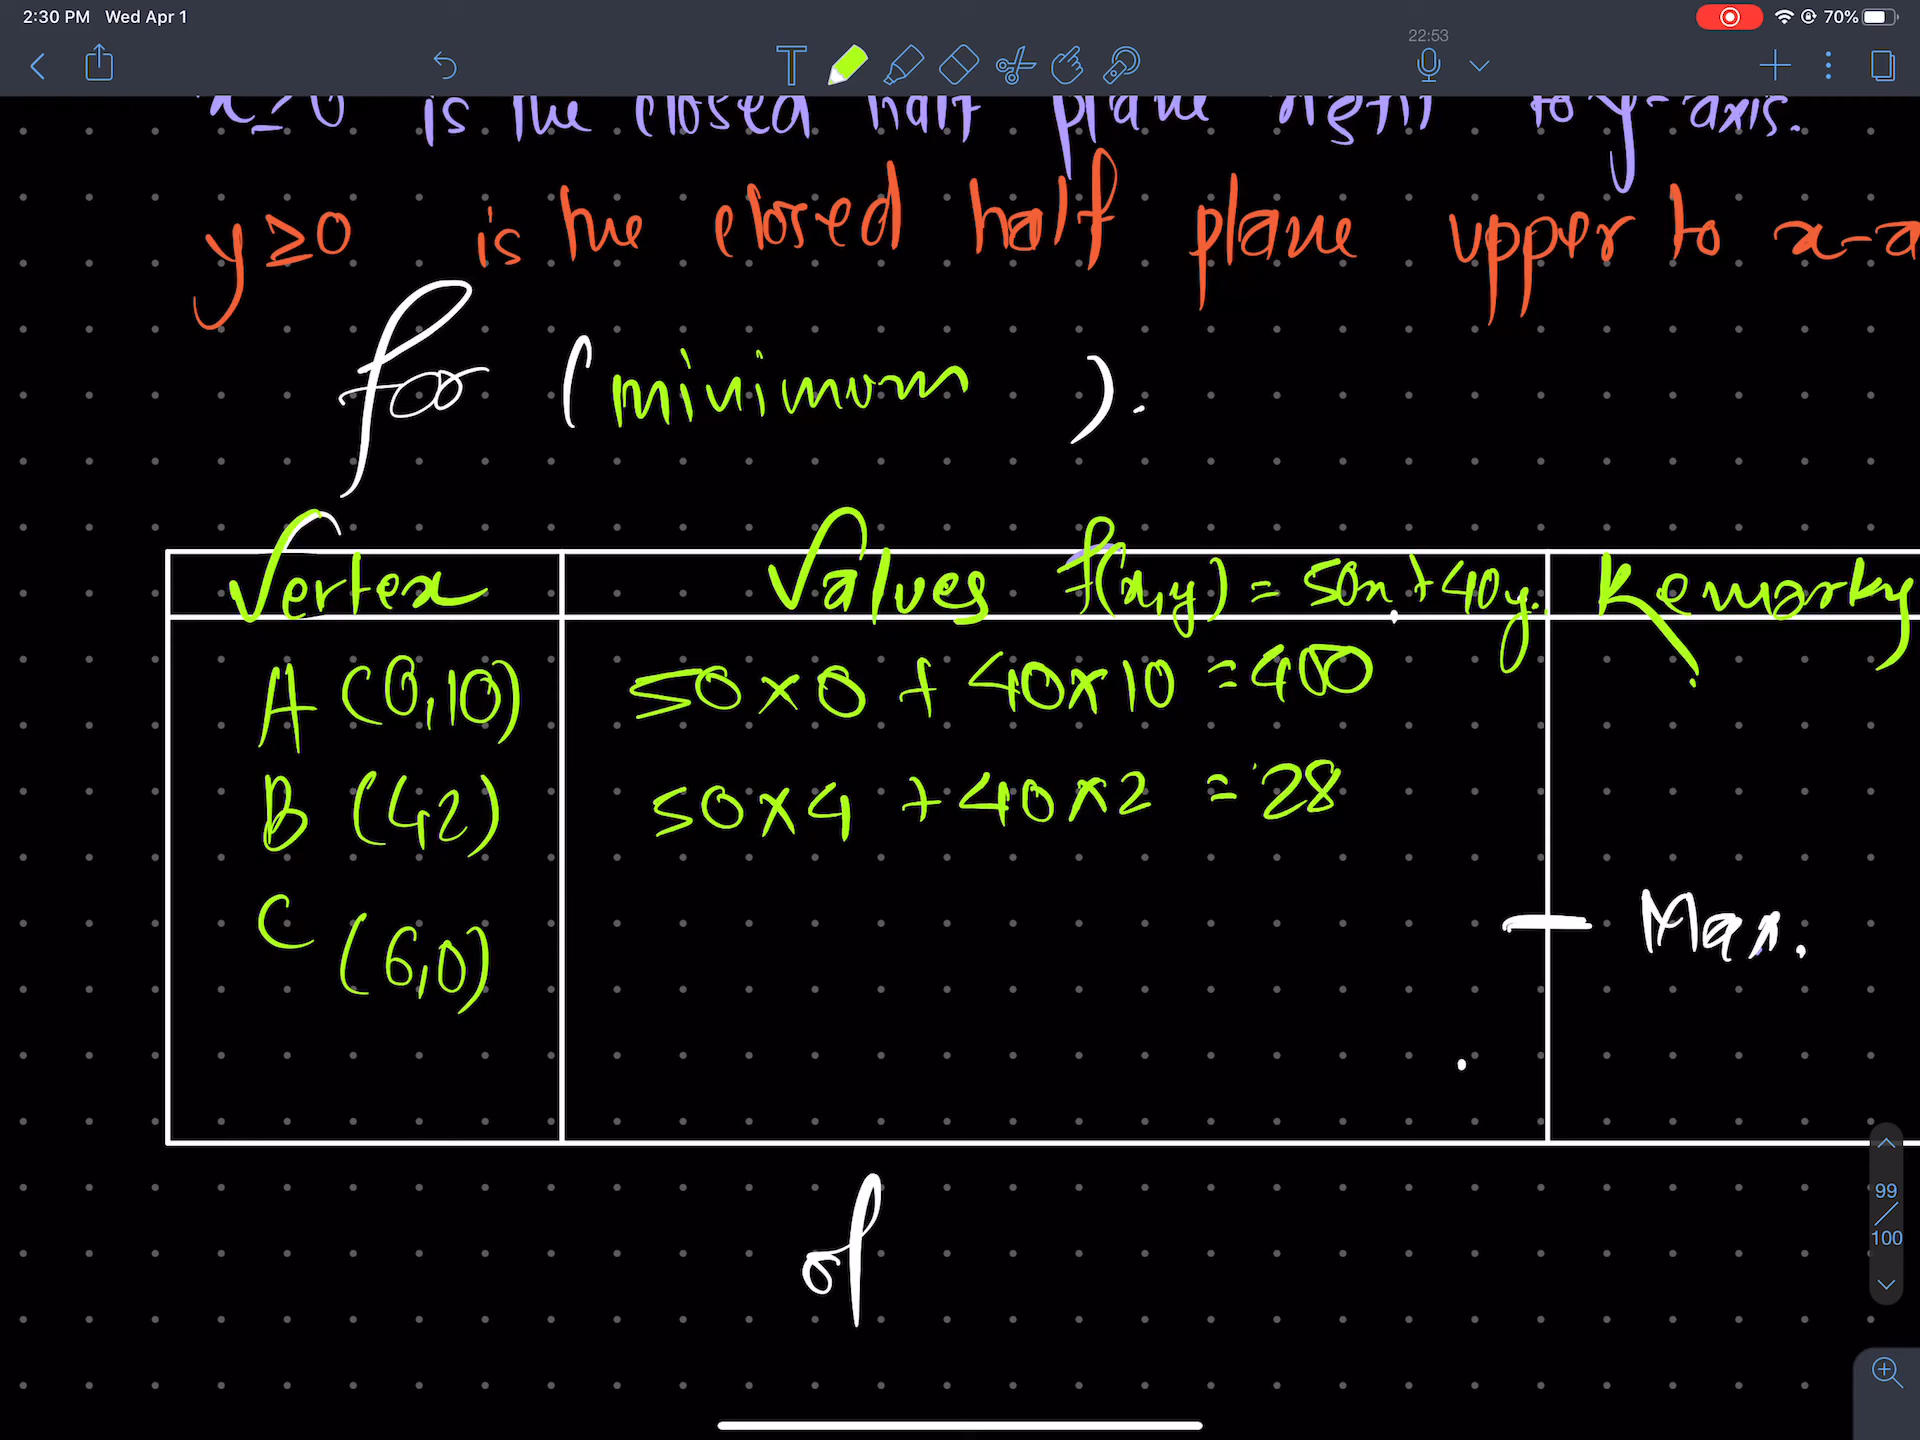 2:30 PM Wed Apr 1
70%
22:53
x≥0 is the closed half plane right to y-axis.
y≥0 is the closed half plane upper to x-a
for (minimum).
Vertex Values f(x,y) = 50x+40y. Remarks
A (0,10) 50×0 + 40×10 = 400
B (4,2) 50×4 + 40×2 = 28
C (6,0) Max.
of
99
100